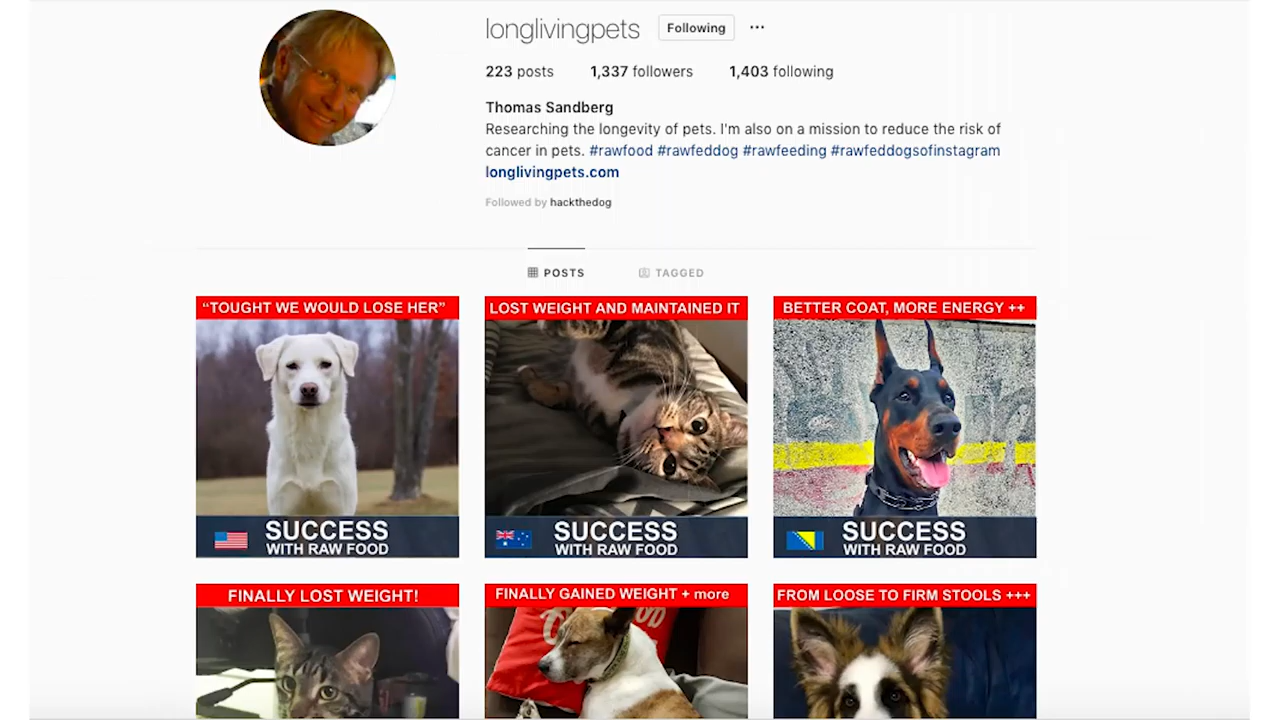 longlivingpets Following ...
223 posts 1,337 followers 1,403 following
Thomas Sandberg
Researching the longevity of pets. I'm also on a mission to reduce the risk of
cancer in pets. #rawfood #rawfeddog #rawfeeding #rawfeddogsofinstagram
longlivingpets.com
Followed by hackthedog
POSTS TAGGED
“TOUGHT WE WOULD LOSE HER”
SUCCESS
WITH RAW FOOD
LOST WEIGHT AND MAINTAINED IT
SUCCESS
WITH RAW FOOD
BETTER COAT, MORE ENERGY ++
SUCCESS
WITH RAW FOOD
FINALLY LOST WEIGHT!
FINALLY GAINED WEIGHT + more
FROM LOOSE TO FIRM STOOLS +++